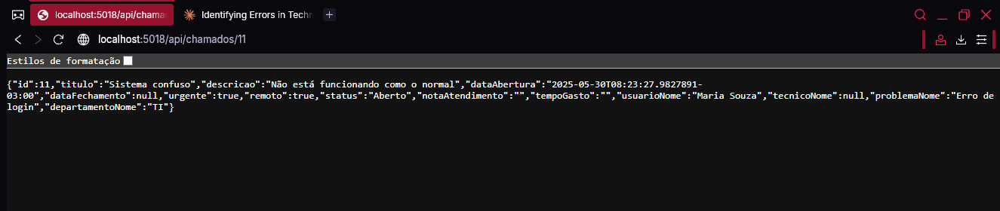 localhost:5018/api/chama
Identifying Errors in Techn
localhost:5018/api/chamados/11
Estilos de formatação
{"id":11,"titulo":"Sistema confuso","descricao":"Não está funcionando como o normal","dataAbertura":"2025-05-30T08:23:27.9827891-
03:00","dataFechamento":null,"urgente":true,"remoto":true,"status":"Aberto","notaAtendimento":"","tempoGasto":"","usuarioNome":"Maria Souza","tecnicoNome":null,"problemaNome":"Erro de
login","departamentoNome":"TI"}